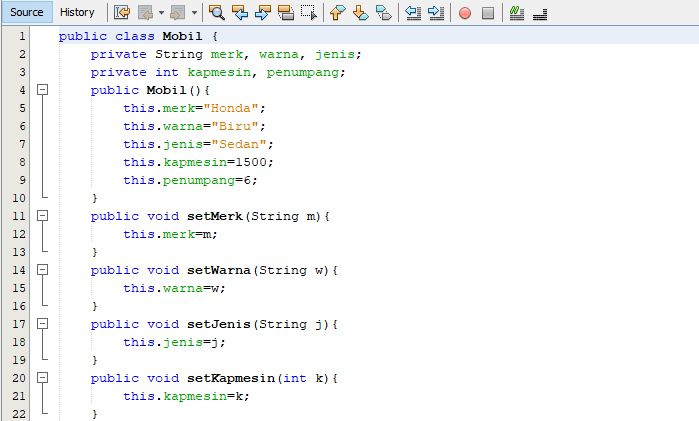 Source History
1 public class Mobil {
2 private String merk, warna, jenis;
3 private int kapmesin, penumpang;
4 public Mobil(){
5 this.merk="Honda";
6 this.warna="Biru";
7 this.jenis="Sedan";
8 this.kapmesin=1500;
9 this.penumpang=6;
10 }
11 public void setMerk(String m){
12 this.merk=m;
13 }
14 public void setWarna(String w){
15 this.warna=w;
16 }
17 public void setJenis(String j){
18 this.jenis=j;
19 }
20 public void setKapmesin(int k){
21 this.kapmesin=k;
22 }